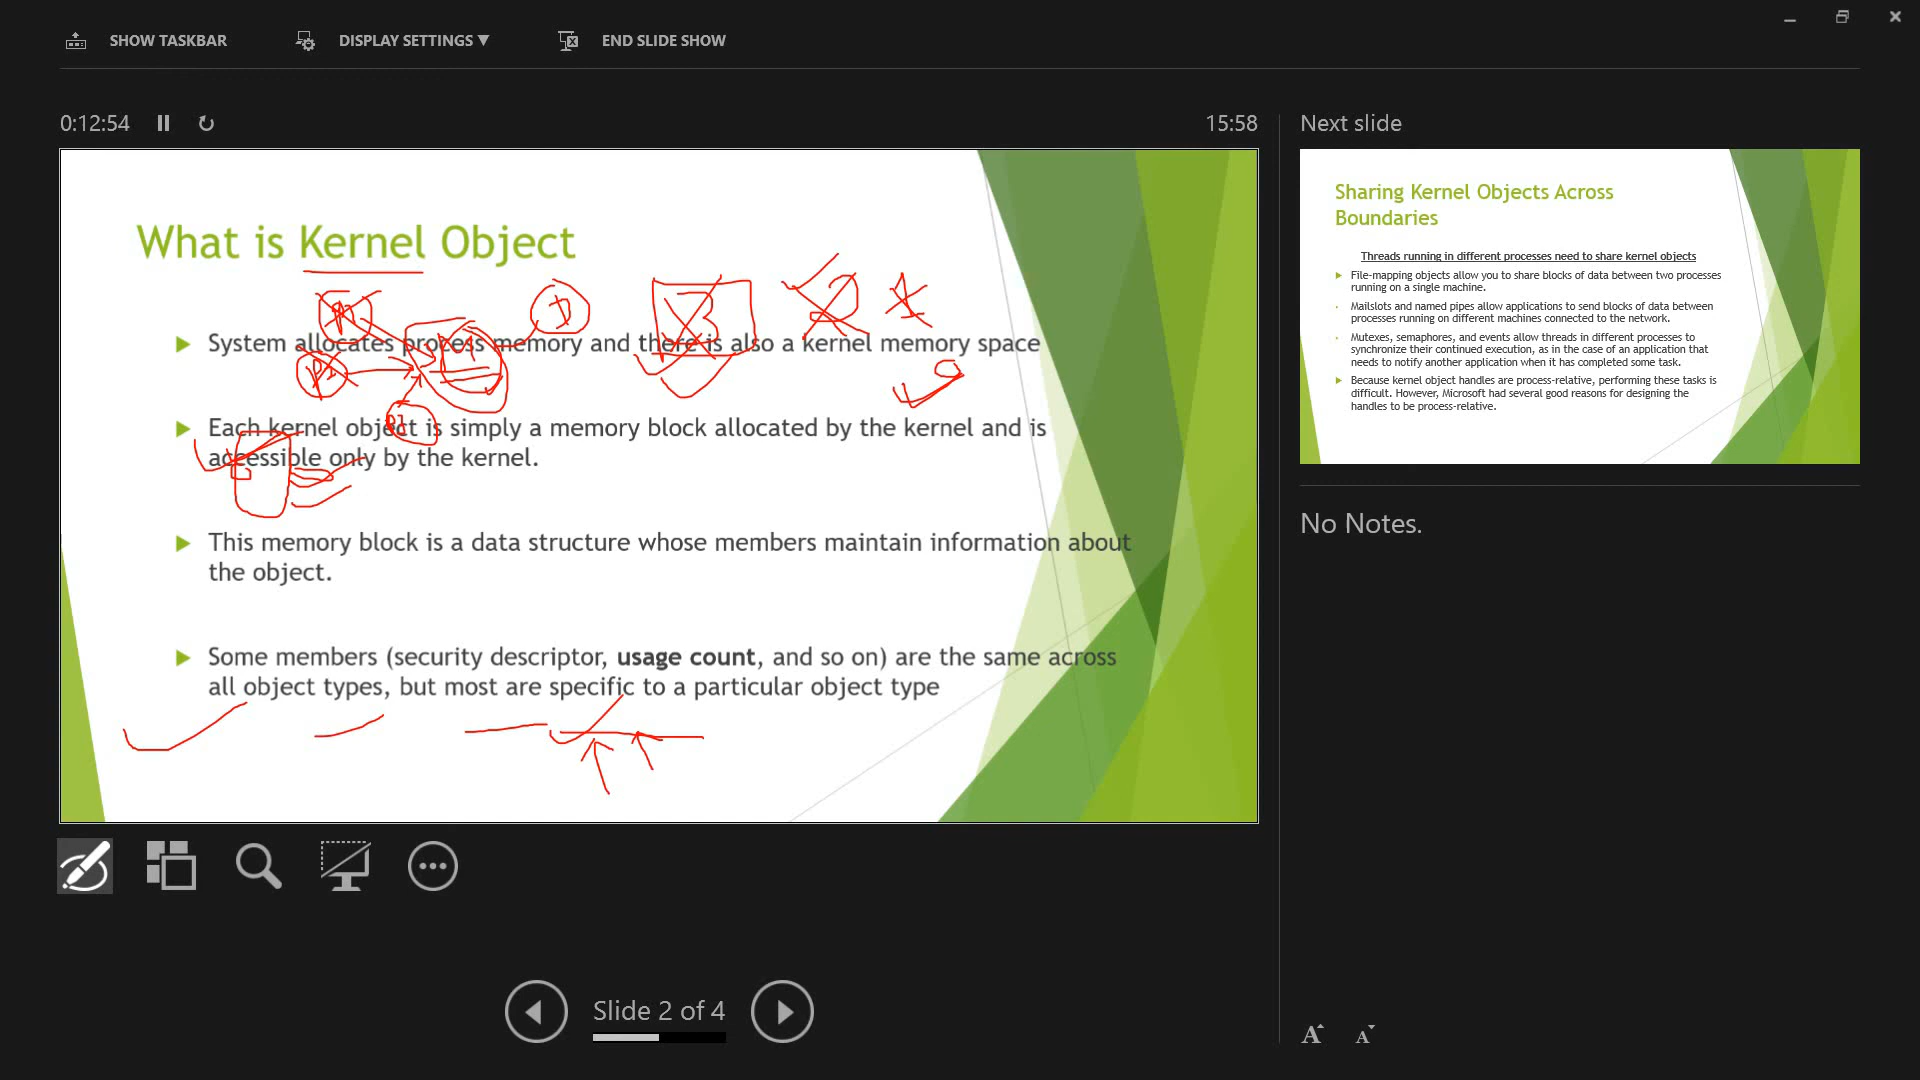 SHOW TASKBAR DISPLAY SETTINGS ▼ END SLIDE SHOW
0:12:54 15:58
What is Kernel Object
3 2 1
System allocates process memory and there is also a kernel memory space
Each kernel object is simply a memory block allocated by the kernel and is
accessible only by the kernel.
This memory block is a data structure whose members maintain information about
the object.
Some members (security descriptor, usage count, and so on) are the same across
all object types, but most are specific to a particular object type
Slide 2 of 4
Next slide
Sharing Kernel Objects Across
Boundaries
Threads running in different processes need to share kernel objects
File-mapping objects allow you to share blocks of data between two processes
running on a single machine.
Mailslots and named pipes allow applications to send blocks of data between
processes running on different machines connected to the network.
Mutexes, semaphores, and events allow threads in different processes to
synchronize their continued execution, as in the case of an application that
needs to notify another application when it has completed some task.
Because kernel object handles are process-relative, performing these tasks is
difficult. However, Microsoft had several good reasons for designing the
handles to be process-relative.
No Notes.
A A